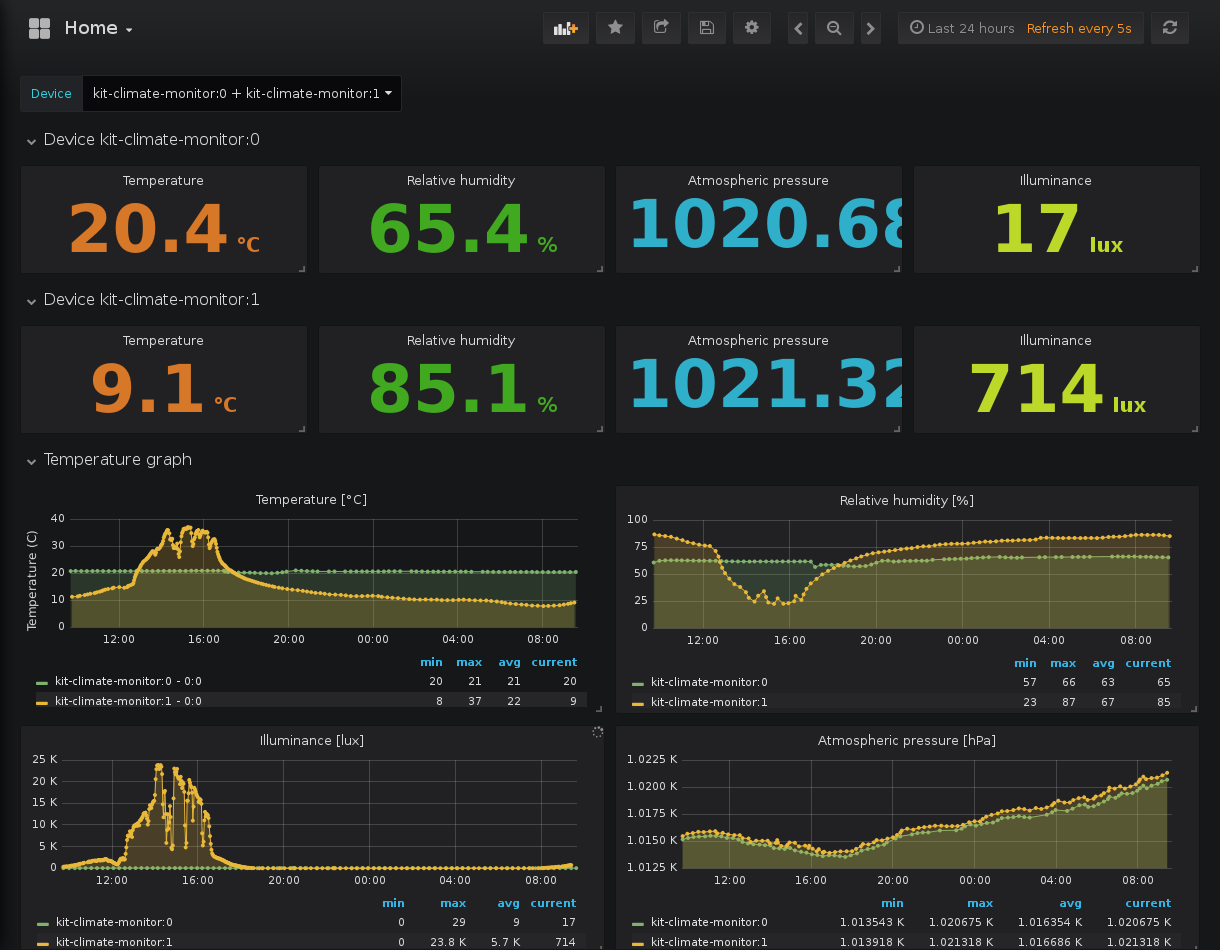 Home
Last 24 hours Refresh every 5s
Device kit-climate-monitor:0 + kit-climate-monitor:1
Device kit-climate-monitor:0
Temperature Relative humidity Atmospheric pressure Illuminance
20.4 °C 65.4 % 1020.68 17 lux
Device kit-climate-monitor:1
Temperature Relative humidity Atmospheric pressure Illuminance
9.1 °C 85.1 % 1021.32 714 lux
Temperature graph
Temperature [°C]
Temperature (C)
40
30
20
10
0
12:00 16:00 20:00 00:00 04:00 08:00
min max avg current
kit-climate-monitor:0 - 0:0 20 21 21 20
kit-climate-monitor:1 - 0:0 8 37 22 9
Relative humidity [%]
100
75
50
25
0
12:00 16:00 20:00 00:00 04:00 08:00
min max avg current
kit-climate-monitor:0 57 66 63 65
kit-climate-monitor:1 23 87 67 85
Illuminance [lux]
25 K
20 K
15 K
10 K
5 K
0
12:00 16:00 20:00 00:00 04:00 08:00
min max avg current
kit-climate-monitor:0 0 29 9 17
kit-climate-monitor:1 0 23.8 K 5.7 K 714
Atmospheric pressure [hPa]
1.0225 K
1.0200 K
1.0175 K
1.0150 K
1.0125 K
12:00 16:00 20:00 00:00 04:00 08:00
min max avg current
kit-climate-monitor:0 1.013543 K 1.020675 K 1.016354 K 1.020675 K
kit-climate-monitor:1 1.013918 K 1.021318 K 1.016686 K 1.021318 K